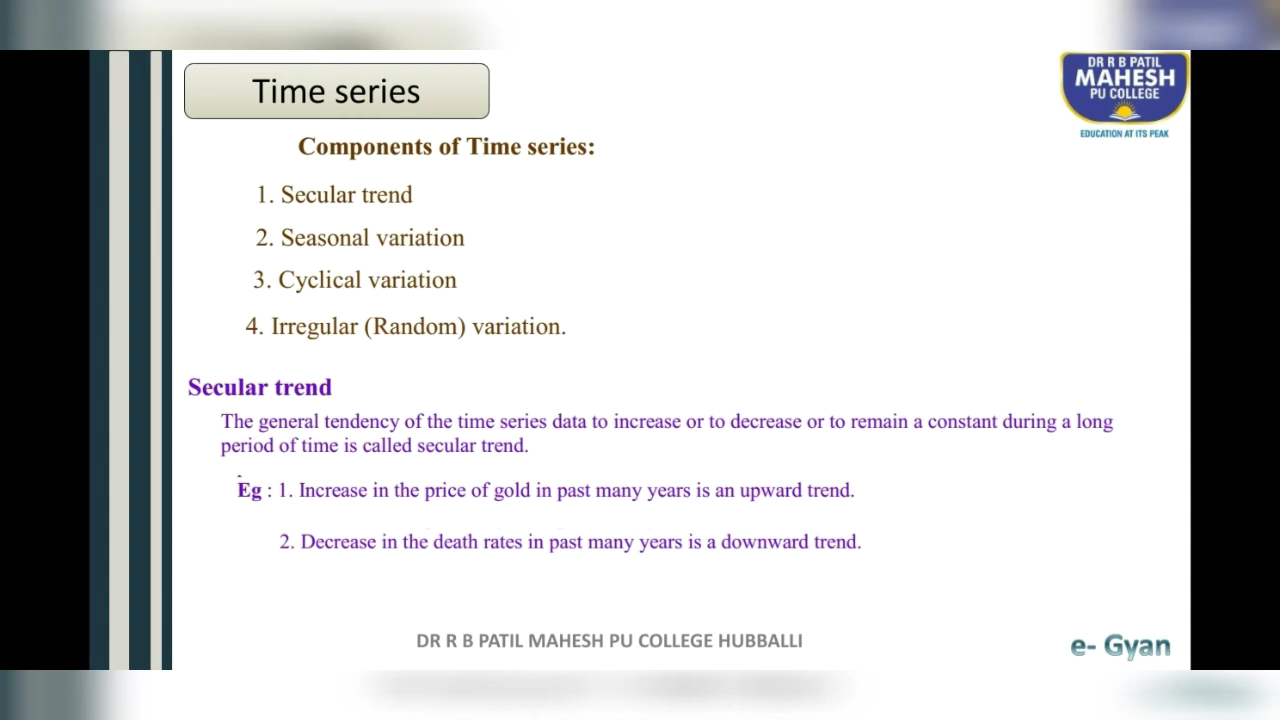 Time series
DR R B PATIL
MAHESH
PU COLLEGE
EDUCATION AT ITS PEAK
Components of Time series:
1. Secular trend
2. Seasonal variation
3. Cyclical variation
4. Irregular (Random) variation.
Secular trend
The general tendency of the time series data to increase or to decrease or to remain a constant during a long
period of time is called secular trend.
Eg : 1. Increase in the price of gold in past many years is an upward trend.
2. Decrease in the death rates in past many years is a downward trend.
DR R B PATIL MAHESH PU COLLEGE HUBBALLI
e- Gyan